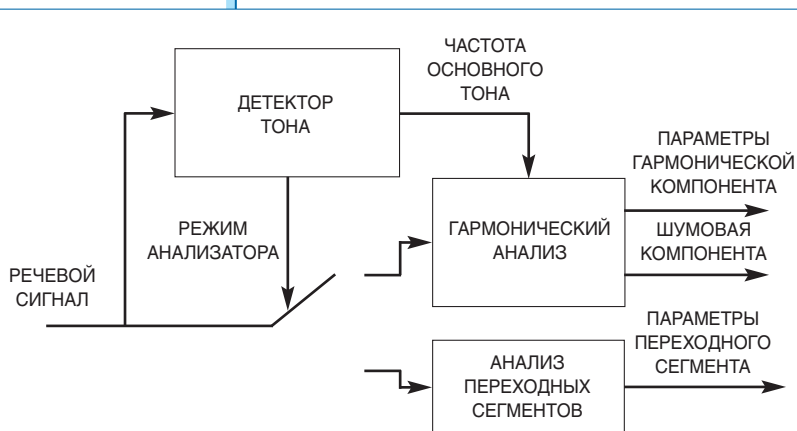 ЧАСТОТА
ОСНОВНОГО
ТОНА
ДЕТЕКТОР
ТОНА
ПАРАМЕТРЫ
ГАРМОНИЧЕСКОЙ
КОМПОНЕНТА
РЕЖИМ
АНАЛИЗАТОРА
ГАРМОНИЧЕСКИЙ
АНАЛИЗ
ШУМОВАЯ
КОМПОНЕНТА
РЕЧЕВОЙ
СИГНАЛ
ПАРАМЕТРЫ
ПЕРЕХОДНОГО
СЕГМЕНТА
АНАЛИЗ
ПЕРЕХОДНЫХ
СЕГМЕНТОВ